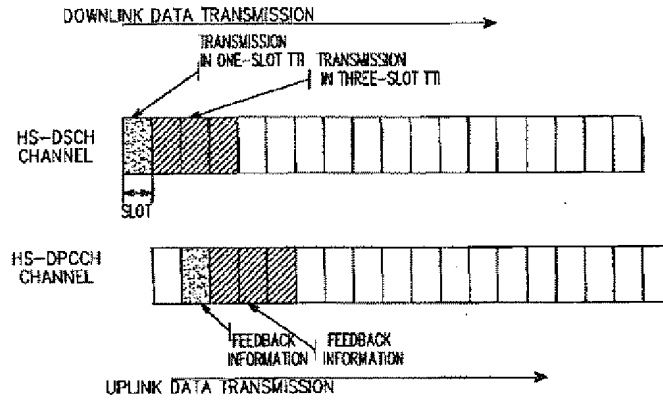 DOWNLINK DATA TRANSMISSION
TRANSMISSION
IN ONE-SLOT TTI
TRANSMISSION
IN THREE-SLOT TTI
HS-DSCH
CHANNEL
SLOT
HS-DPCCH
CHANNEL
FEEDBACK
INFORMATION
FEEDBACK
INFORMATION
UPLINK DATA TRANSMISSION